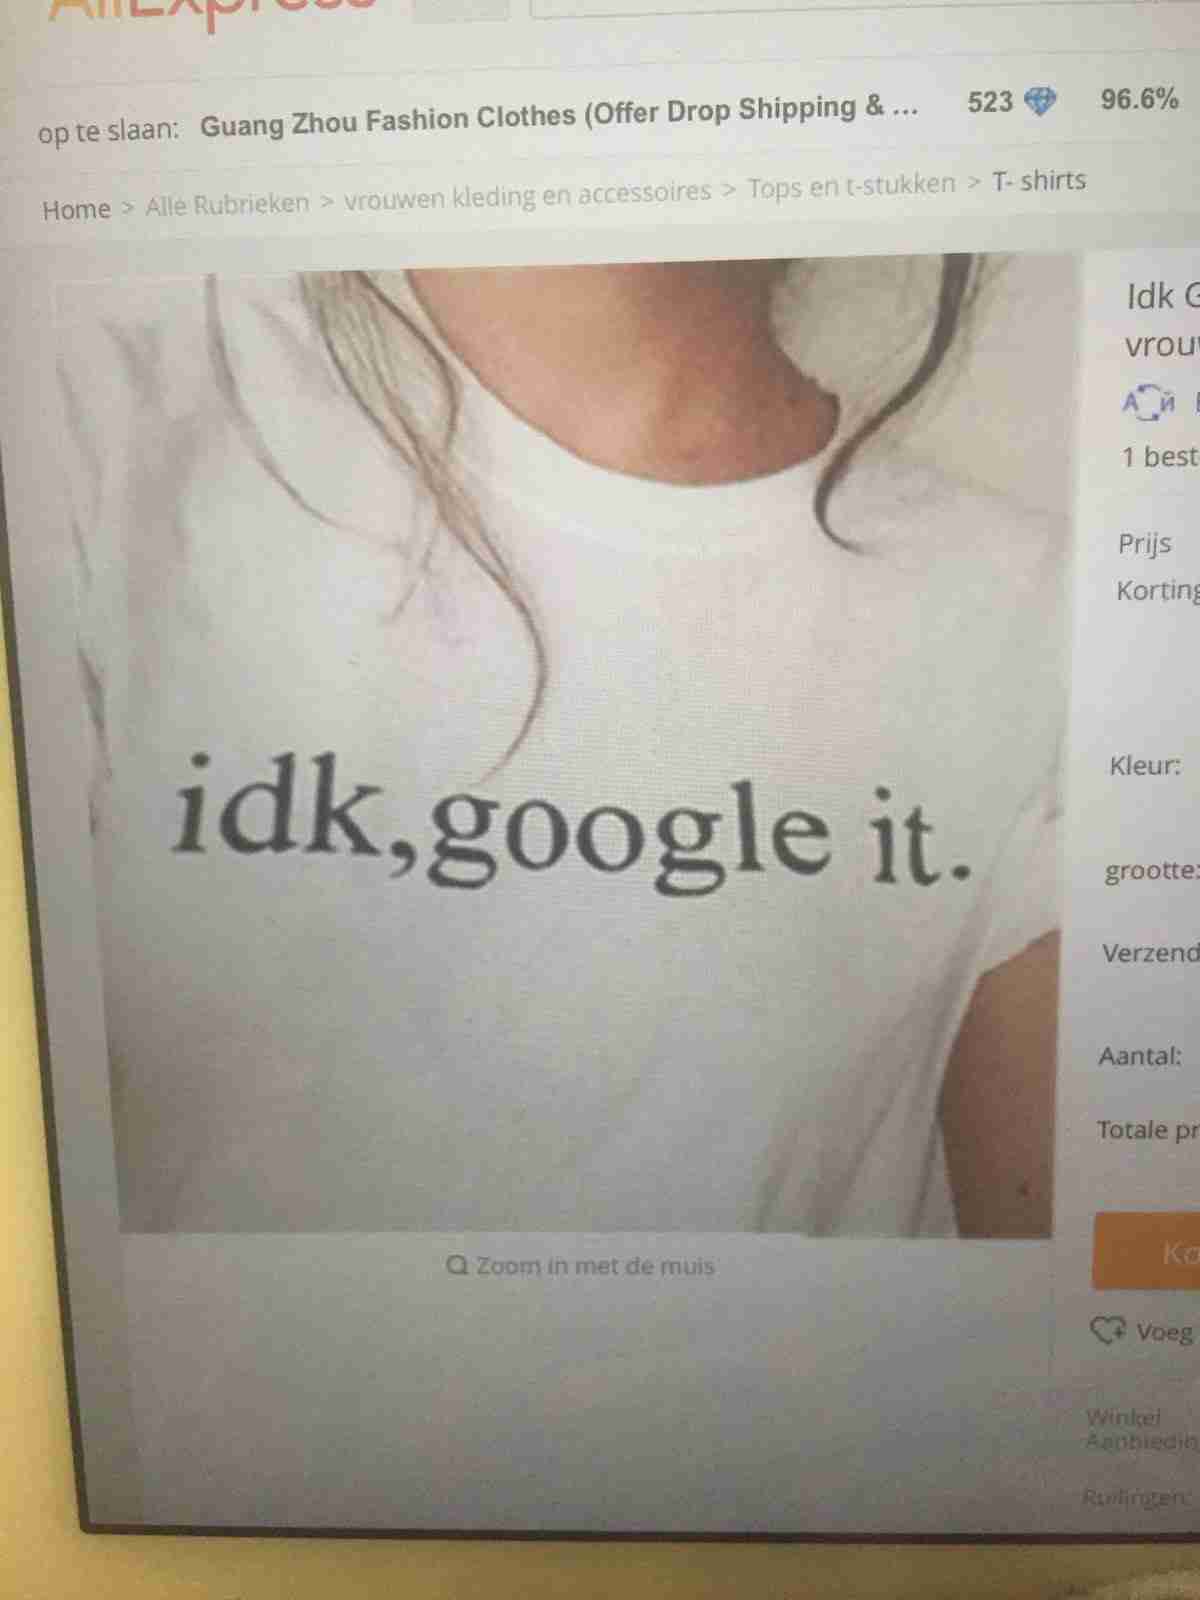 AliExpress
op te slaan: Guang Zhou Fashion Clothes (Offer Drop Shipping & ... 523 96.6%
Home > Alle Rubrieken > vrouwen kleding en accessoires > Tops en t-stukken > T- shirts
Idk G
vrou
1 best
Prijs
Korting
idk,google it.
Kleur:
grootte:
Verzend
Aantal:
Totale pr
Ko
Zoom in met de muis
Voeg
Winkel
Aanbiedin
Ruilingen: